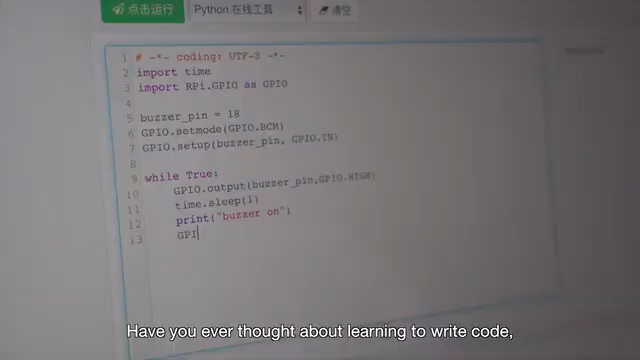 点击运行 Python 在线工具 清空
1 # -*- coding: UTF-8 -*-
2 import time
3 import RPi.GPIO as GPIO
4
5 buzzer_pin = 18
6 GPIO.setmode(GPIO.BCM)
7 GPIO.setup(buzzer_pin, GPIO.IN)
8
9 while True:
10 GPIO.output(buzzer_pin,GPIO.HIGH)
11 time.sleep(1)
12 print("buzzer on")
13 GPI
Have you ever thought about learning to write code,